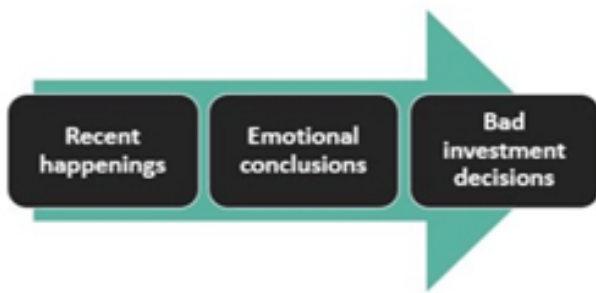 Recent
happenings
Emotional
conclusions
Bad
investment
decisions